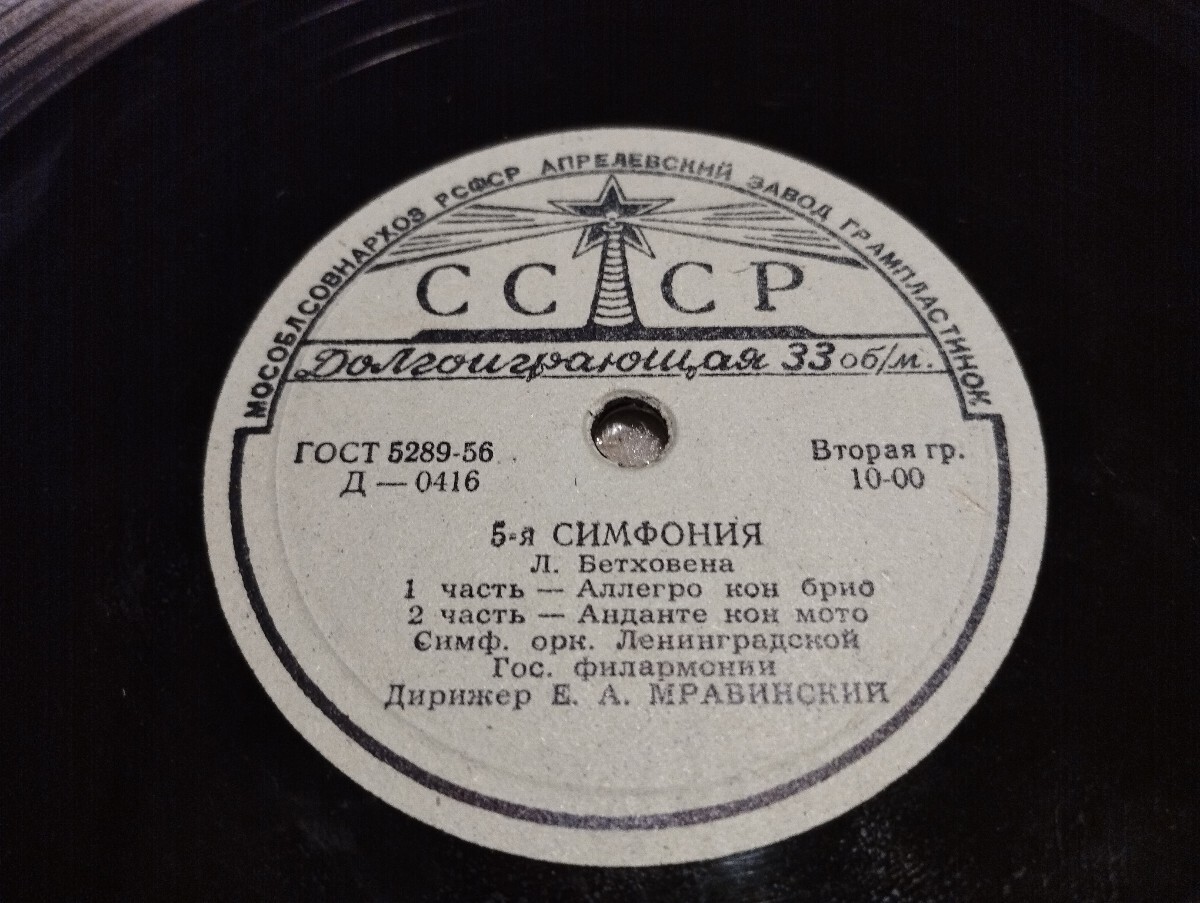 МОСОБЛСОВНАРХОЗ РСФСР АПРЕЛЕВСКИЙ ЗАВОД ГРАМПЛАСТИНОК
СССР
Долгоиграющая 33 об/м.
ГОСТ 5289-56
Д — 0416
Вторая гр.
10-00
5-я СИМФОНИЯ
Л. Бетховена
1 часть — Аллегро кон брио
2 часть — Анданте кон мото
Симф. орк. Ленинградской
Гос. филармонии
Дирижер Е. А. МРАВИНСКИЙ